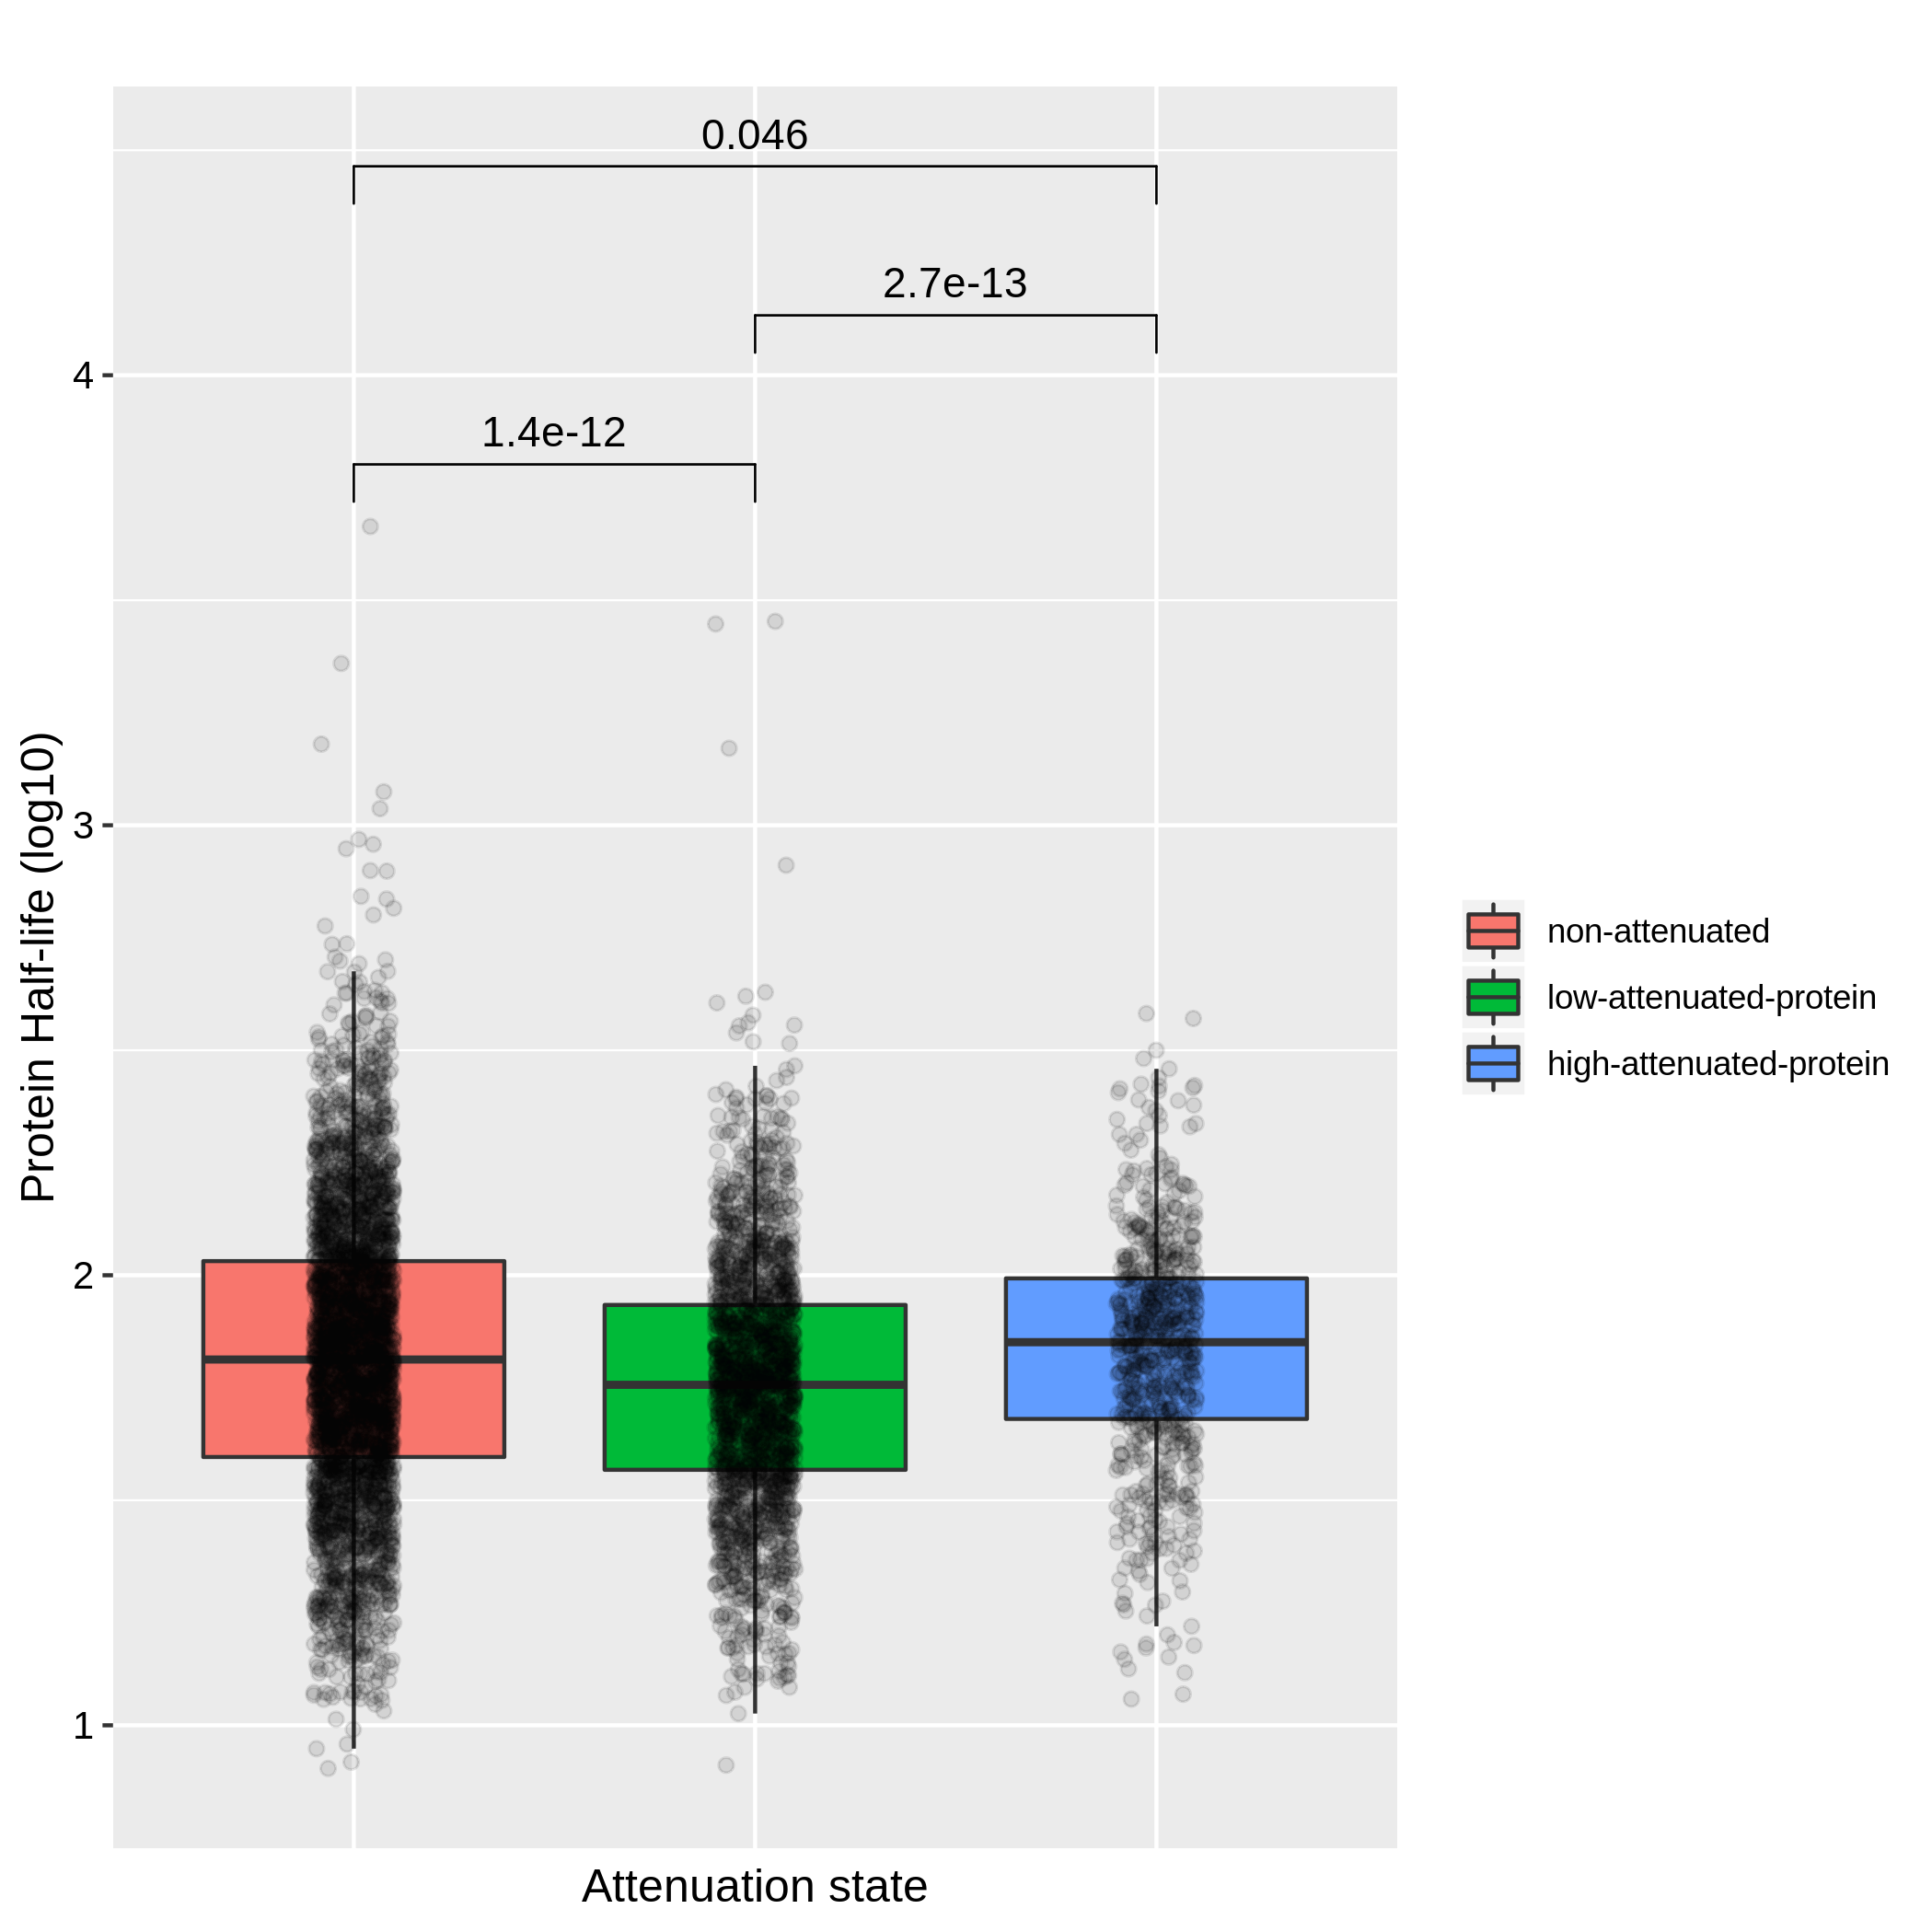 0.046
2.7e-13
4
1.4e-12
3
Protein Half-life (log10)
non-attenuated
low-attenuated-protein
high-attenuated-protein
2
1
Attenuation state